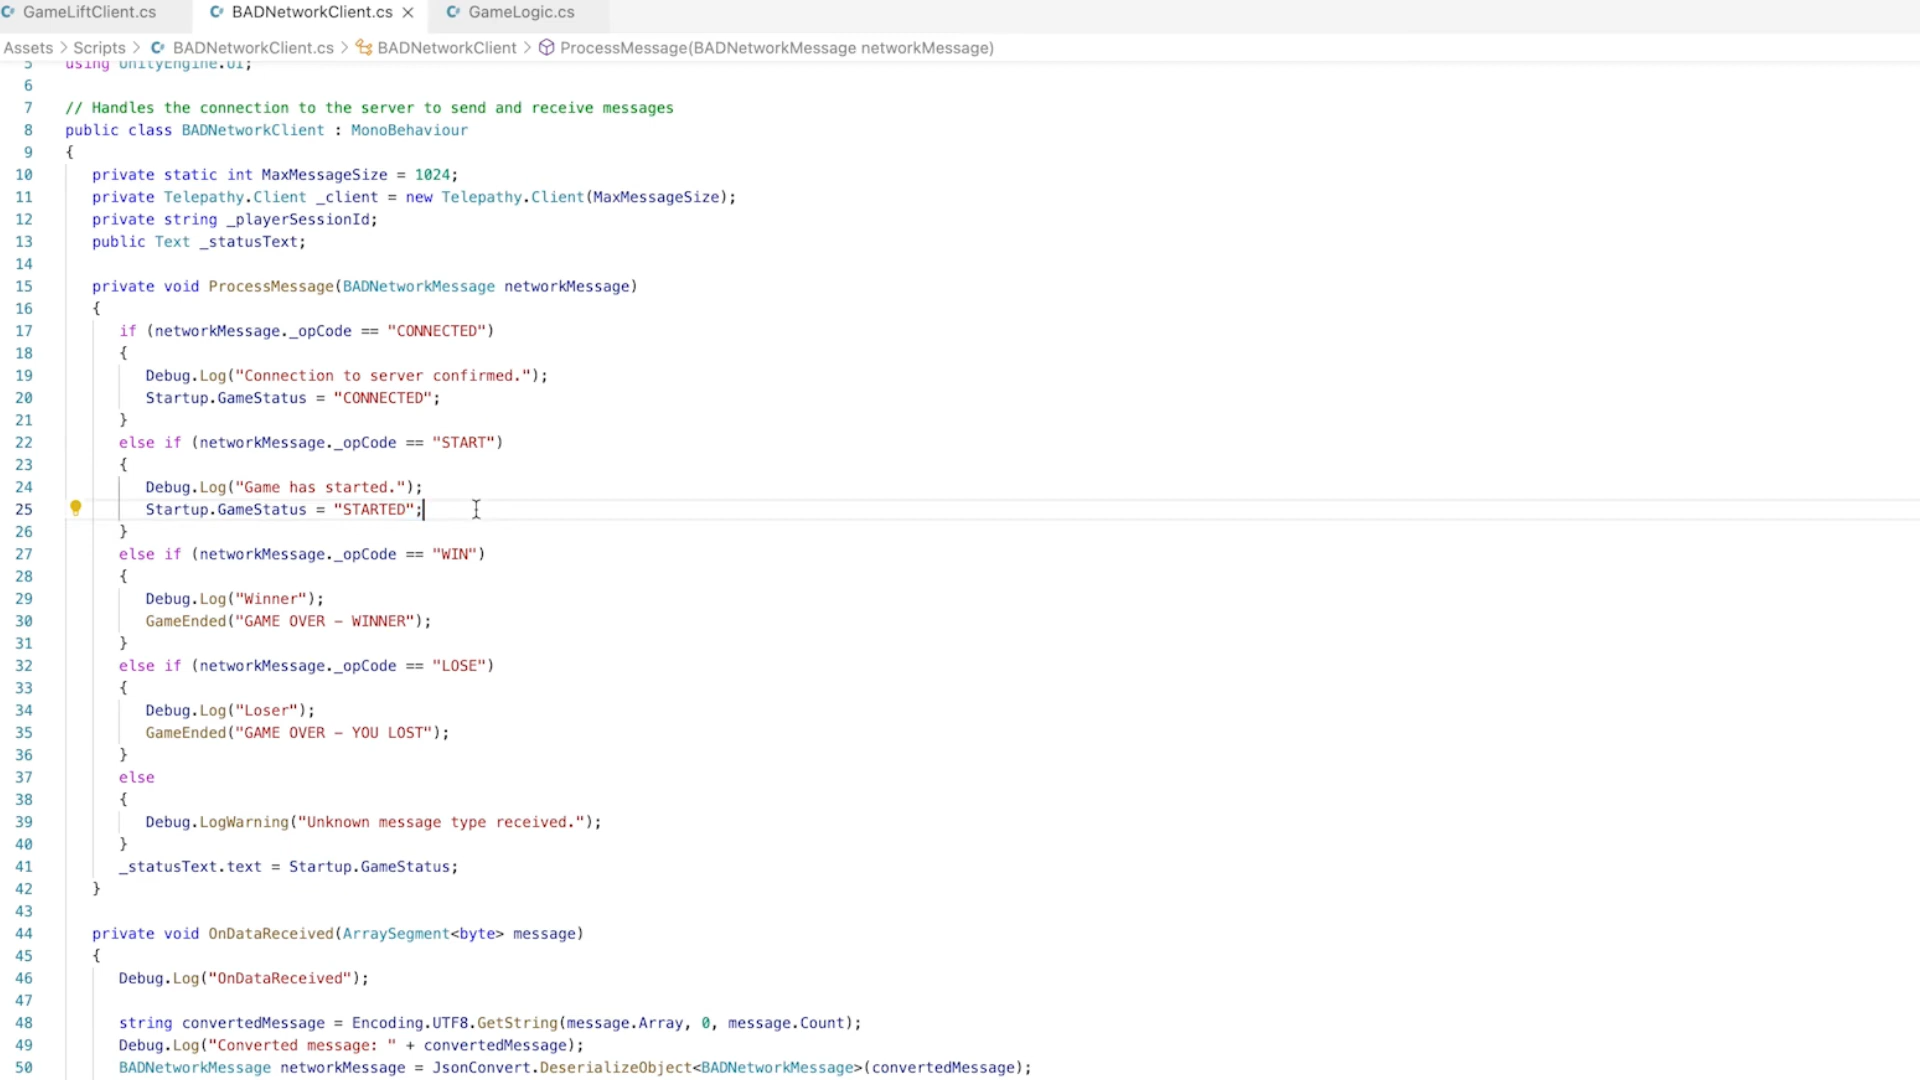 GameLiftClient.cs BADNetworkClient.cs × GameLogic.cs
Assets > Scripts > BADNetworkClient.cs > BADNetworkClient > ProcessMessage(BADNetworkMessage networkMessage)
5 using UnityEngine.UI;
6
7 // Handles the connection to the server to send and receive messages
8 public class BADNetworkClient : MonoBehaviour
9 {
10 private static int MaxMessageSize = 1024;
11 private Telepathy.Client _client = new Telepathy.Client(MaxMessageSize);
12 private string _playerSessionId;
13 public Text _statusText;
14
15 private void ProcessMessage(BADNetworkMessage networkMessage)
16 {
17 if (networkMessage._opCode == "CONNECTED")
18 {
19 Debug.Log("Connection to server confirmed.");
20 Startup.GameStatus = "CONNECTED";
21 }
22 else if (networkMessage._opCode == "START")
23 {
24 Debug.Log("Game has started.");
25 Startup.GameStatus = "STARTED";
26 }
27 else if (networkMessage._opCode == "WIN")
28 {
29 Debug.Log("Winner");
30 GameEnded("GAME OVER – WINNER");
31 }
32 else if (networkMessage._opCode == "LOSE")
33 {
34 Debug.Log("Loser");
35 GameEnded("GAME OVER – YOU LOST");
36 }
37 else
38 {
39 Debug.LogWarning("Unknown message type received.");
40 }
41 _statusText.text = Startup.GameStatus;
42 }
43
44 private void OnDataReceived(ArraySegment<byte> message)
45 {
46 Debug.Log("OnDataReceived");
47
48 string convertedMessage = Encoding.UTF8.GetString(message.Array, 0, message.Count);
49 Debug.Log("Converted message: " + convertedMessage);
50 BADNetworkMessage networkMessage = JsonConvert.DeserializeObject<BADNetworkMessage>(convertedMessage);